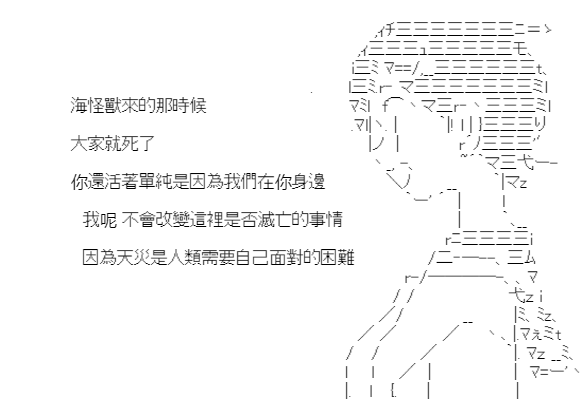 海怪獸來的那時候
大家就死了
你還活著單純是因為我們在你身邊
我呢 不會改變這裡是否滅亡的事情
因為天災是人類需要自己面對的困難